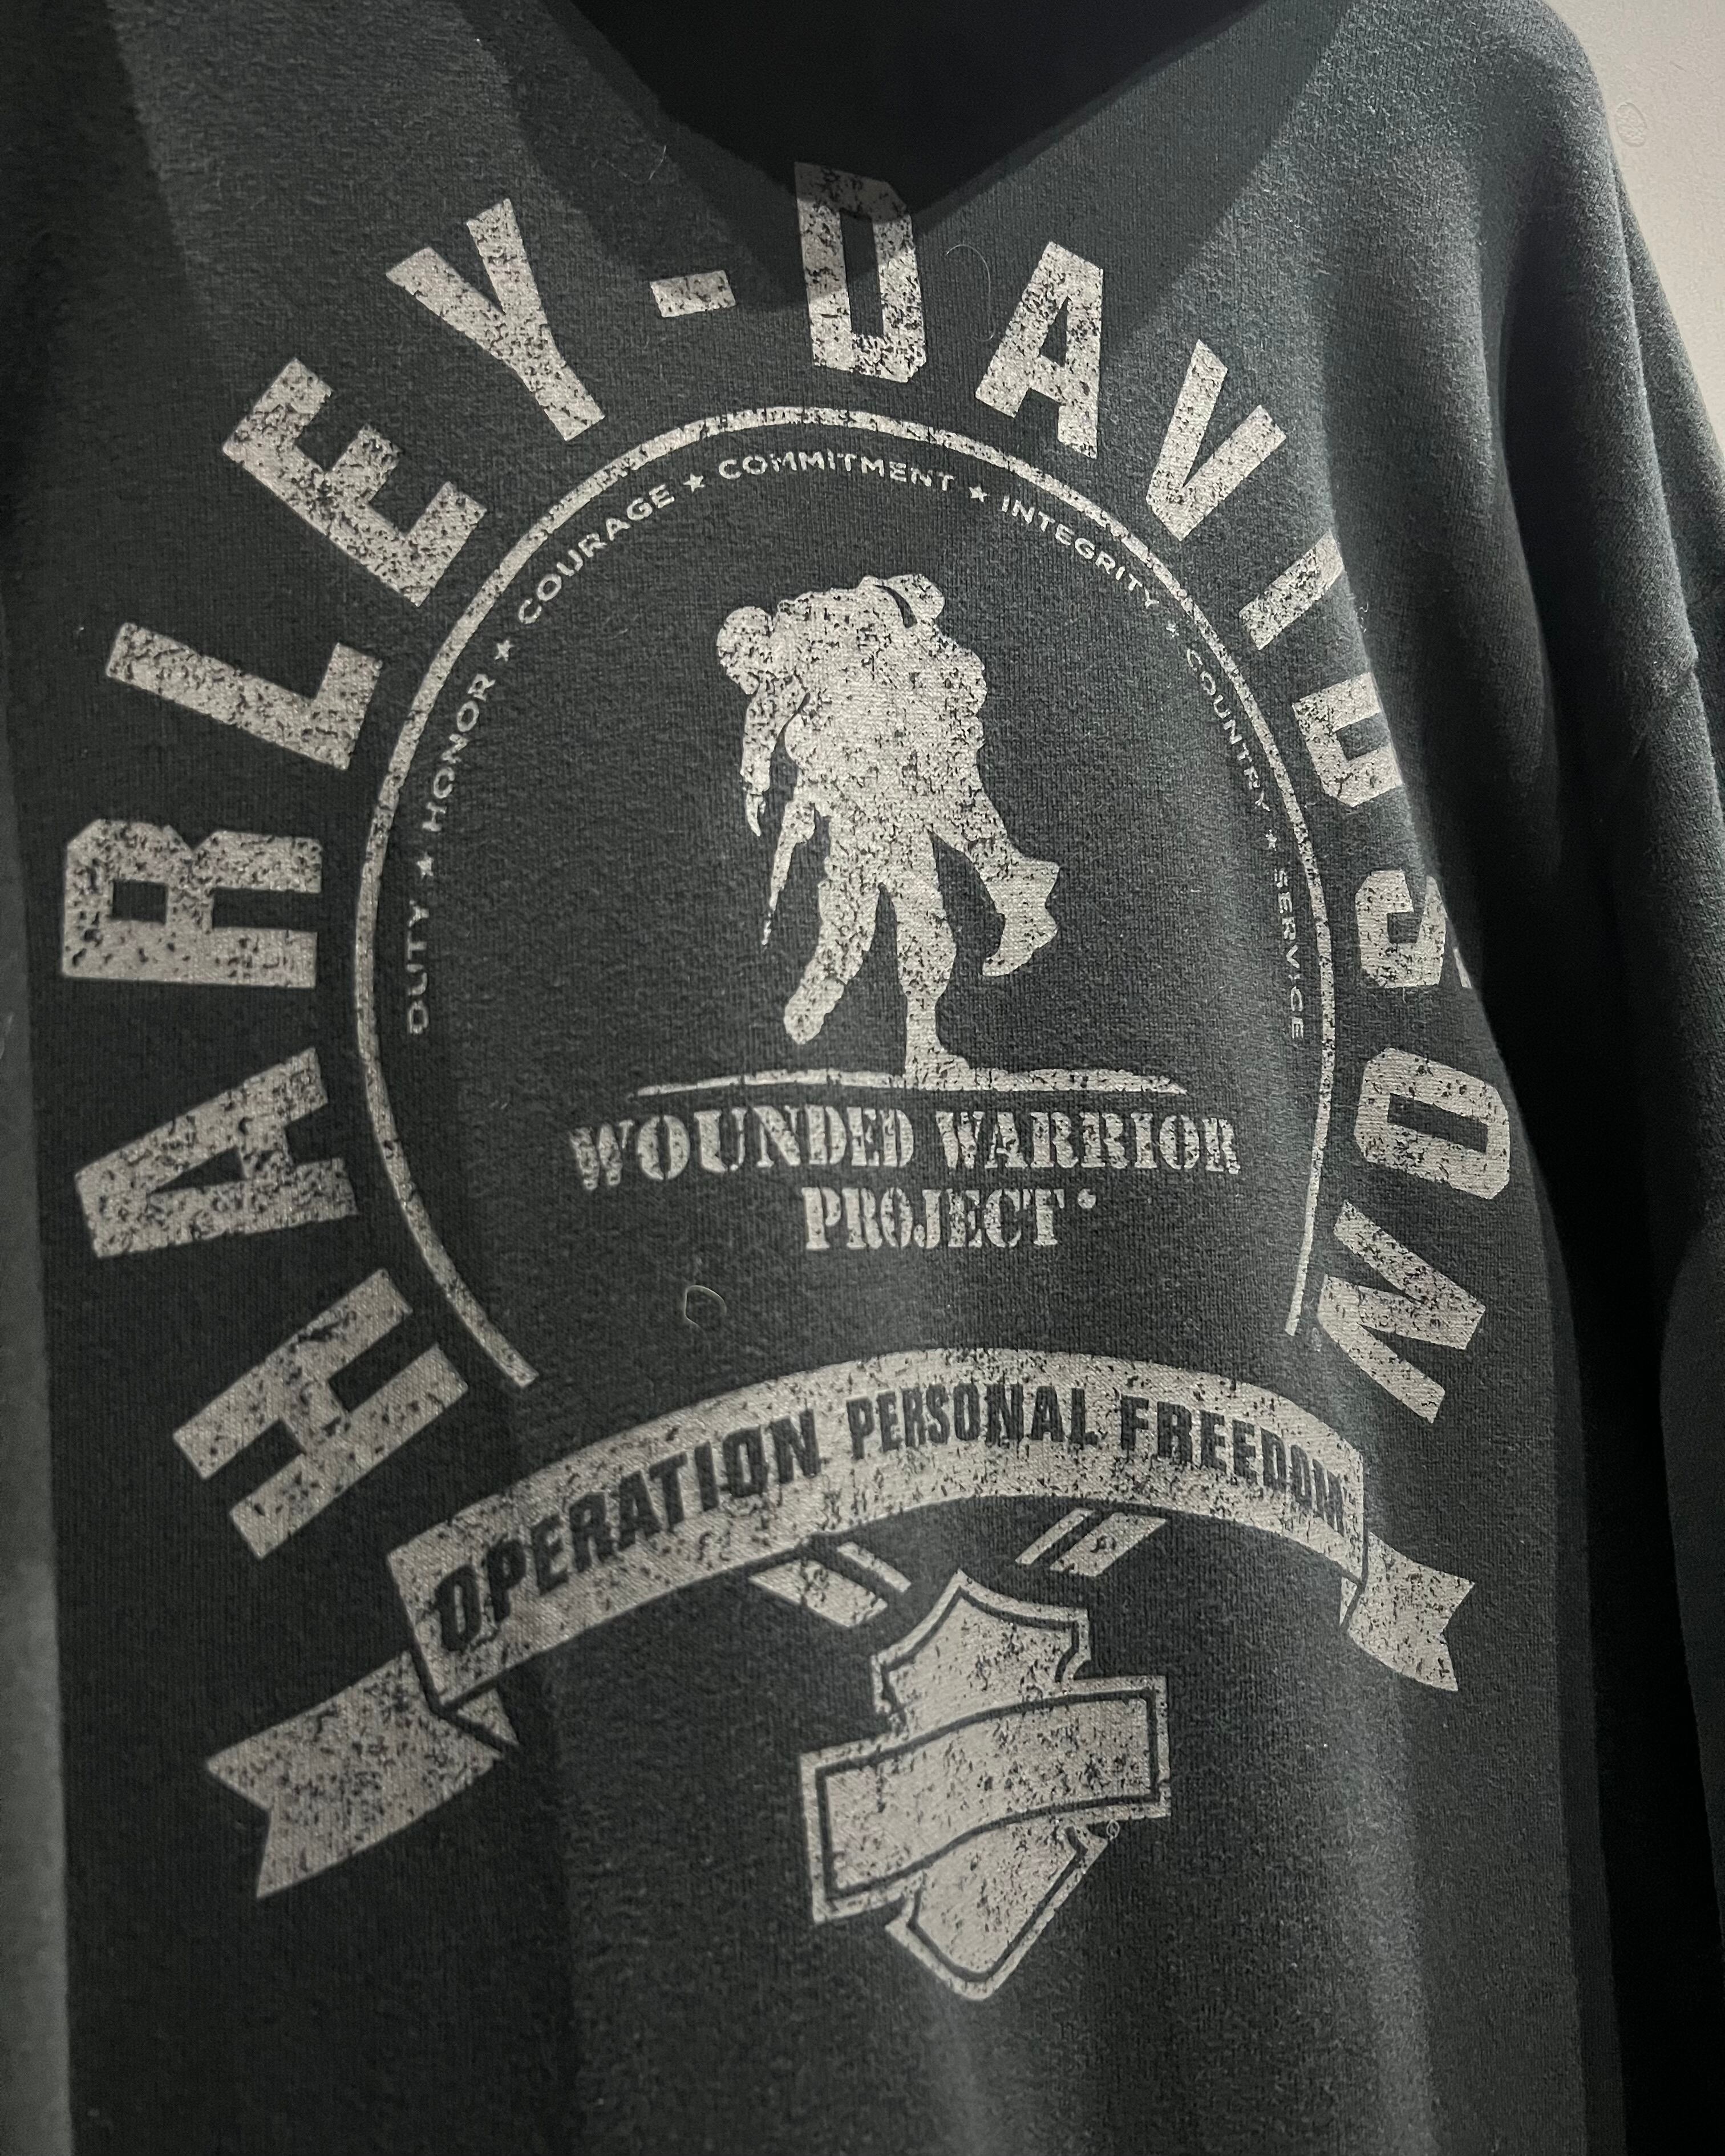 HARLEY-DAVIDSON
DUTY ★ HONOR ★ COURAGE ★ COMMITMENT ★ INTEGRITY ★ COUNTRY ★ SERVICE
WOUNDED WARRIOR
PROJECT
OPERATION PERSONAL FREEDOM
®